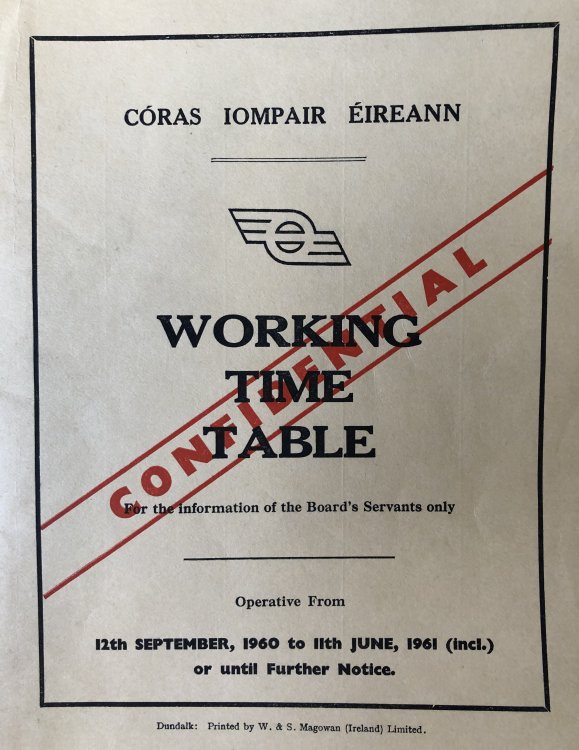 CÓRAS IOMPAIR ÉIREANN
WORKING
TIME
TABLE
CONFIDENTIAL
For the information of the Board's Servants only
Operative From
12th SEPTEMBER, 1960 to 11th JUNE, 1961 (incl.)
or until Further Notice.
Dundalk: Printed by W. & S. Magowan (Ireland) Limited.